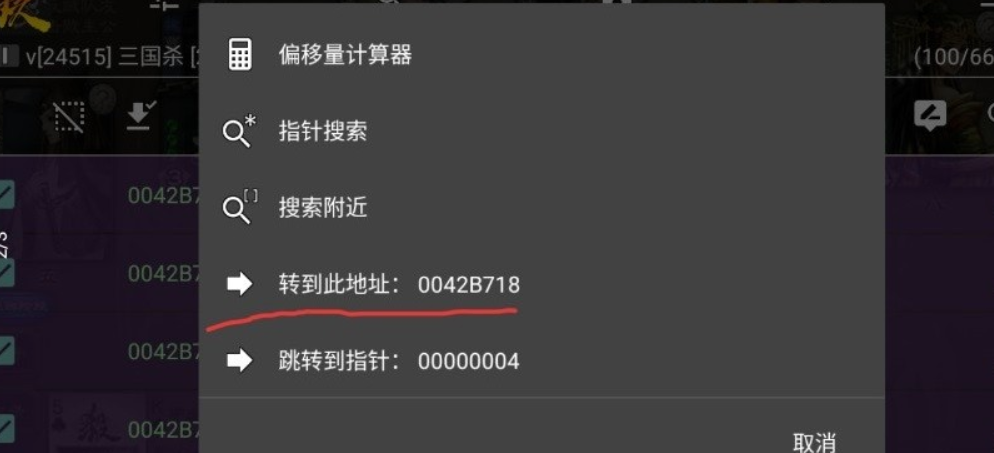 偏移量计算器
v[24515] 三国杀 [
(100/66
指针搜索
0042B7
搜索附近
0042B7
转到此地址： 0042B718
0042B7
跳转到指针： 00000004
0042B7
取消